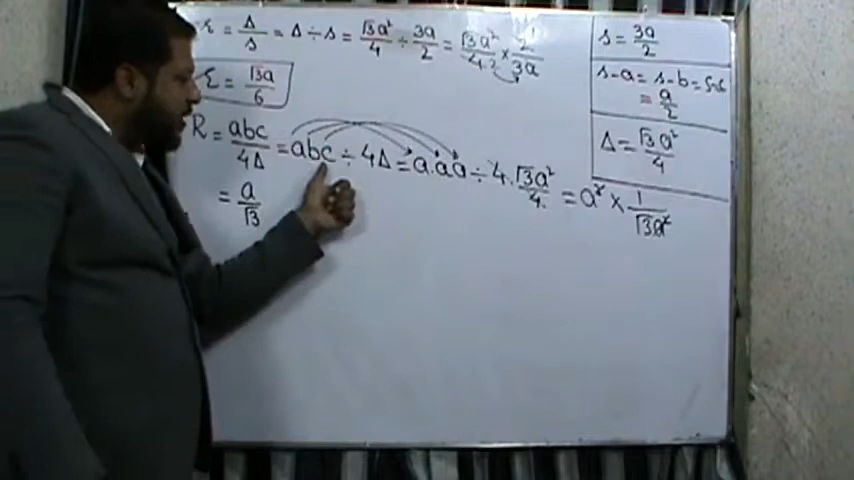 r = Δ/s = Δ ÷ s = √3a²/4 ÷ 3a/2 = √3a²/4.2 × 2/3a
r = √3a/6
R = abc/4Δ = abc ÷ 4Δ = a.a.a ÷ 4.√3a²/4 = a³ × 1/√3a²
= a/√3
s = 3a/2
s-a = s-b = s-c
= a/2
Δ = √3a²/4